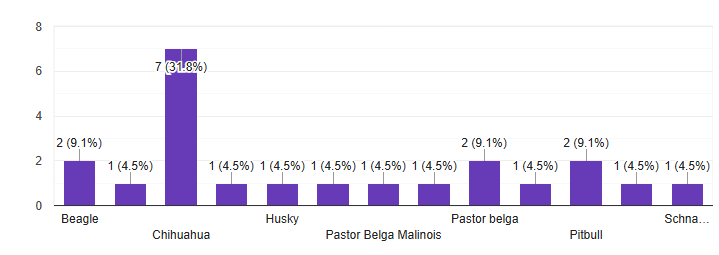 8
6
4
2
0
2 (9.1%)
1 (4.5%)
7 (31.8%)
1 (4.5%)
1 (4.5%)
1 (4.5%)
1 (4.5%)
1 (4.5%)
2 (9.1%)
1 (4.5%)
2 (9.1%)
1 (4.5%)
1 (4.5%)
Beagle
Chihuahua
Husky
Pastor Belga Malinois
Pastor belga
Pitbull
Schna…